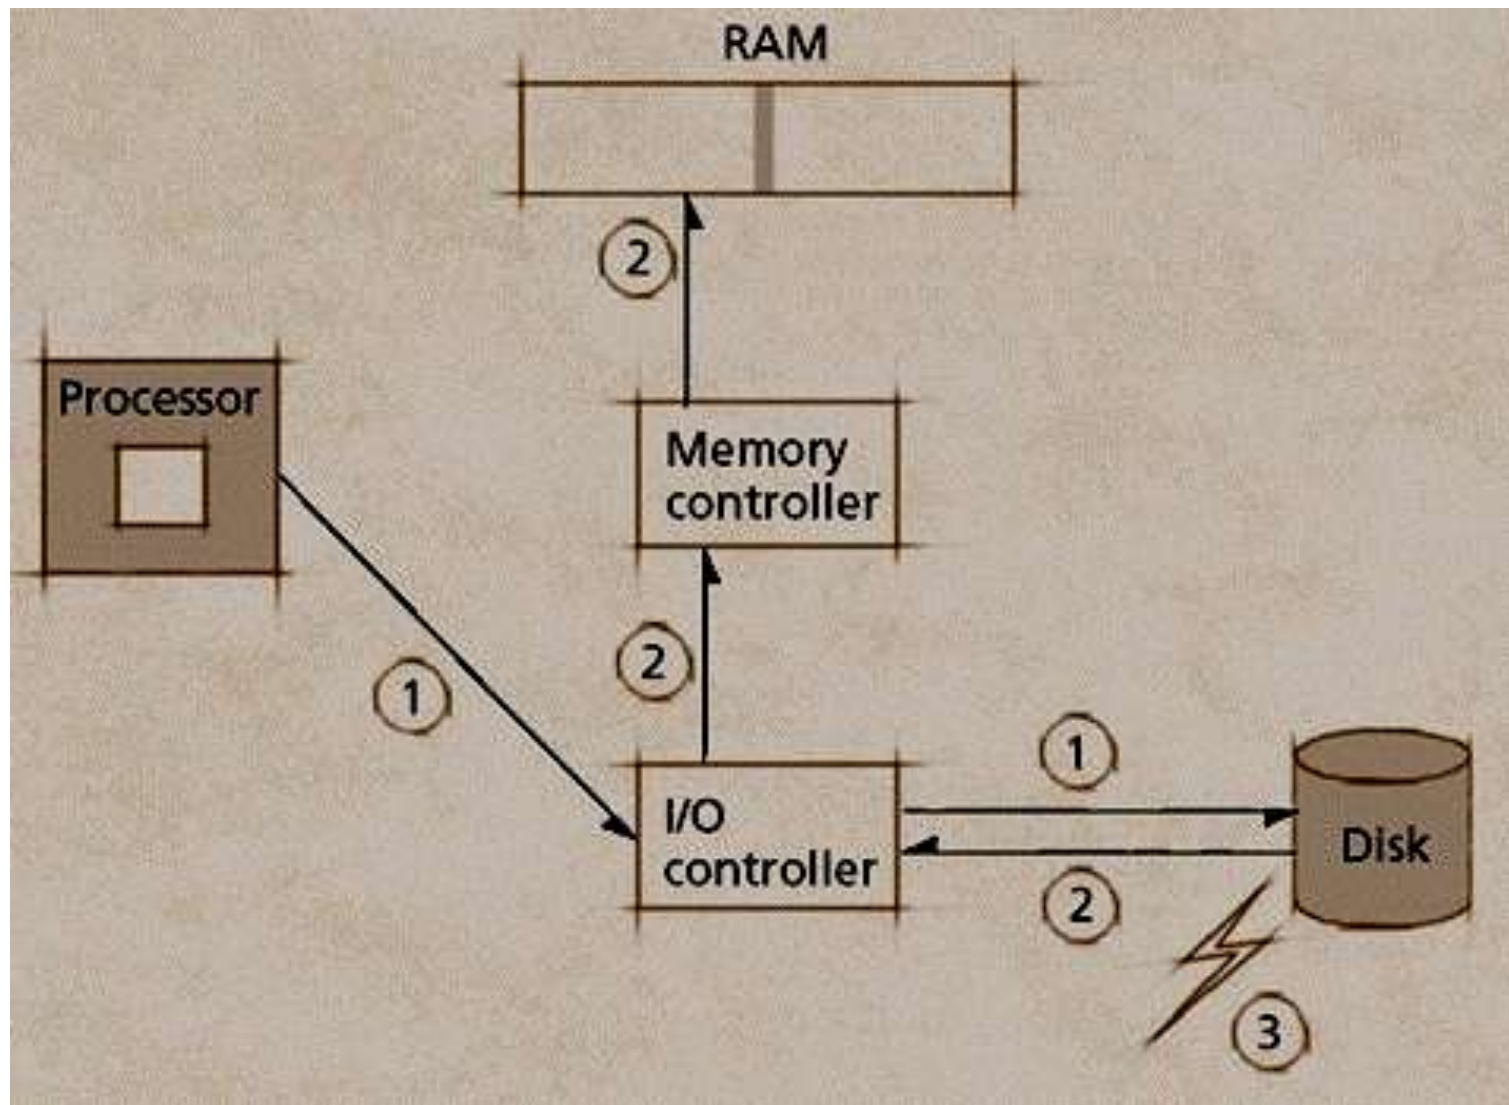 RAM
2
Processor
Memory
controller
2
1
1
I/O
controller
Disk
2
3